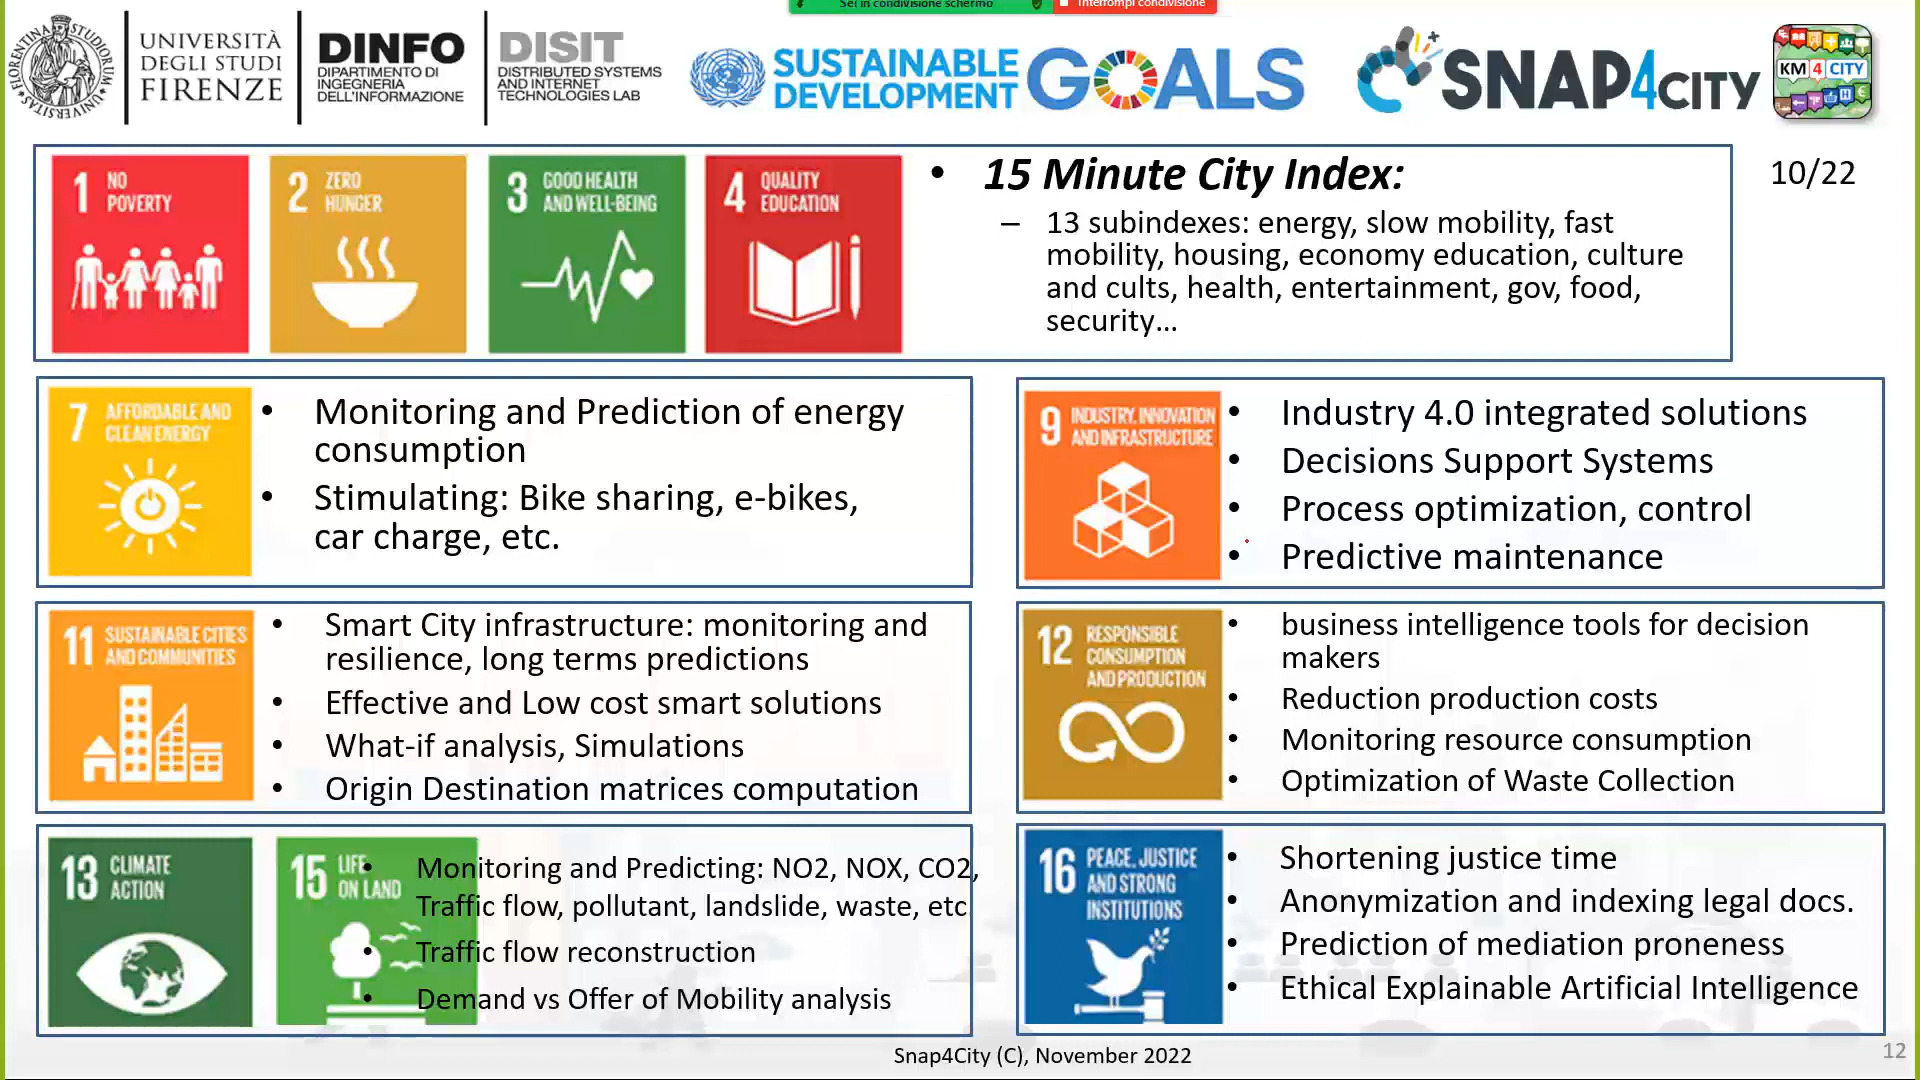 Sei in condivisione schermo
Interrompi condivisione
UNIVERSITÀ
DEGLI STUDI
FIRENZE
DINFO
DIPARTIMENTO DI
INGEGNERIA
DELL'INFORMAZIONE
DISIT
DISTRIBUTED SYSTEMS
AND INTERNET
TECHNOLOGIES LAB
SUSTAINABLE
DEVELOPMENT
GOALS
SNAP4CITY
KM 4 CITY
10/22
1 NO
POVERTY
2 ZERO
HUNGER
3 GOOD HEALTH
AND WELL-BEING
4 QUALITY
EDUCATION
• 15 Minute City Index:
– 13 subindexes: energy, slow mobility, fast
mobility, housing, economy education, culture
and cults, health, entertainment, gov, food,
security...
7 AFFORDABLE AND
CLEAN ENERGY
• Monitoring and Prediction of energy
consumption
• Stimulating: Bike sharing, e-bikes,
car charge, etc.
9 INDUSTRY, INNOVATION
AND INFRASTRUCTURE
• Industry 4.0 integrated solutions
• Decisions Support Systems
• Process optimization, control
• Predictive maintenance
11 SUSTAINABLE CITIES
AND COMMUNITIES
• Smart City infrastructure: monitoring and
resilience, long terms predictions
• Effective and Low cost smart solutions
• What-if analysis, Simulations
• Origin Destination matrices computation
12 RESPONSIBLE
CONSUMPTION
AND PRODUCTION
• business intelligence tools for decision
makers
• Reduction production costs
• Monitoring resource consumption
• Optimization of Waste Collection
13 CLIMATE
ACTION
15 LIFE
ON LAND
• Monitoring and Predicting: NO2, NOX, CO2,
Traffic flow, pollutant, landslide, waste, etc.
• Traffic flow reconstruction
• Demand vs Offer of Mobility analysis
16 PEACE, JUSTICE
AND STRONG
INSTITUTIONS
• Shortening justice time
• Anonymization and indexing legal docs.
• Prediction of mediation proneness
• Ethical Explainable Artificial Intelligence
Snap4City (C), November 2022
12